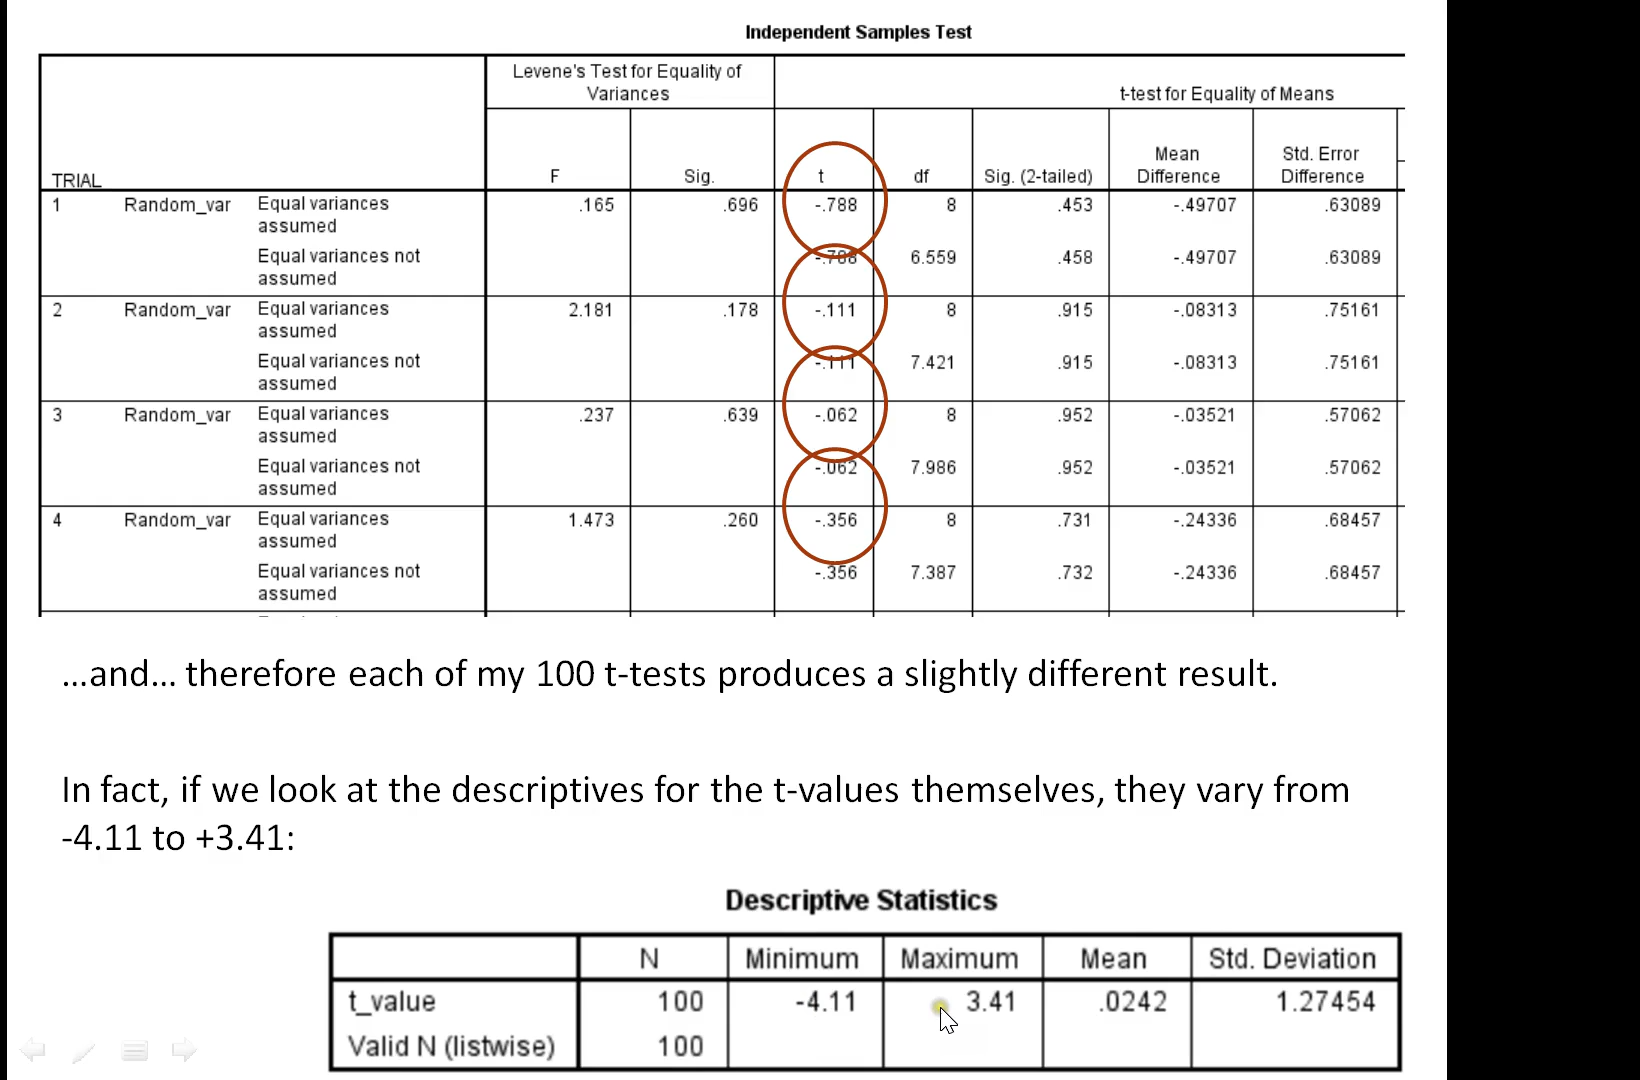 Independent Samples Test
Levene's Test for Equality of Variances t-test for Equality of Means
TRIAL F Sig. t df Sig. (2-tailed) Mean Difference Std. Error Difference
1 Random_var Equal variances assumed .165 .696 -.788 8 .453 -.49707 .63089
Equal variances not assumed -.788 6.559 .458 -.49707 .63089
2 Random_var Equal variances assumed 2.181 .178 -.111 8 .915 -.08313 .75161
Equal variances not assumed -.111 7.421 .915 -.08313 .75161
3 Random_var Equal variances assumed .237 .639 -.062 8 .952 -.03521 .57062
Equal variances not assumed -.062 7.986 .952 -.03521 .57062
4 Random_var Equal variances assumed 1.473 .260 -.356 8 .731 -.24336 .68457
Equal variances not assumed -.356 7.387 .732 -.24336 .68457
...and... therefore each of my 100 t-tests produces a slightly different result.
In fact, if we look at the descriptives for the t-values themselves, they vary from
-4.11 to +3.41:
Descriptive Statistics
N Minimum Maximum Mean Std. Deviation
t_value 100 -4.11 3.41 .0242 1.27454
Valid N (listwise) 100